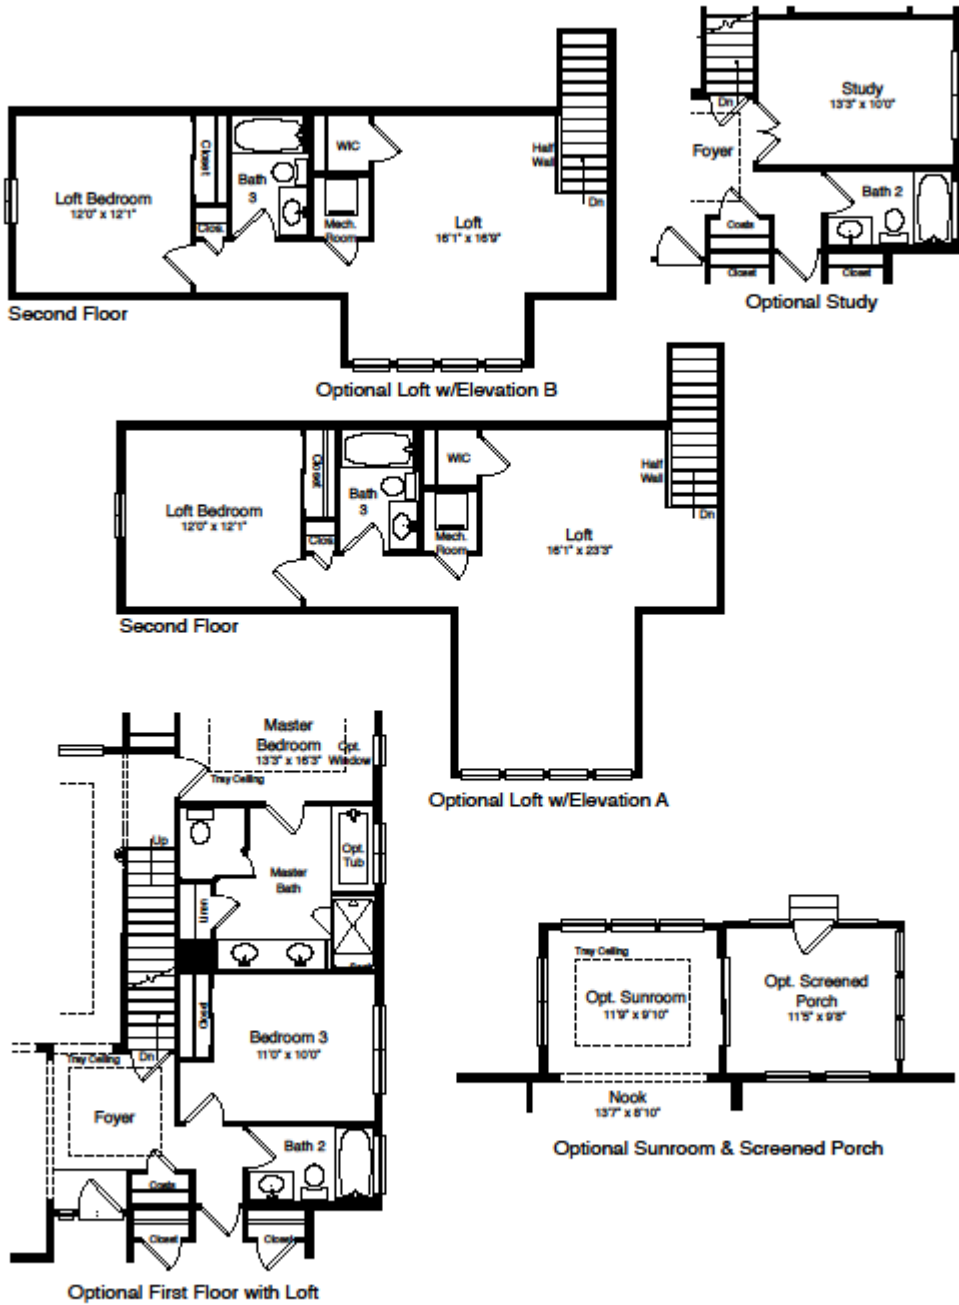 Study
13'3" x 10'0"
Dn
Foyer
Bath 2
Coats
Closet
Closet
Optional Study
Closet
WIC
Half
Wall
Bath
3
Loft Bedroom
12'0" x 12'1"
Clos.
Mech.
Room
Loft
16'1" x 16'9"
Dn
Second Floor
Optional Loft w/Elevation B
Closet
WIC
Half
Wall
Bath
3
Loft Bedroom
12'0" x 12'1"
Clos.
Mech.
Room
Loft
16'1" x 23'3"
Dn
Second Floor
Optional Loft w/Elevation A
Master
Bedroom
13'3" x 16'3"
Opt.
Window
Tray Ceiling
Up
Opt.
Tub
Master
Bath
Linen
Closet
Bedroom 3
11'0" x 10'0"
Dn
Tray Ceiling
Foyer
Bath 2
Coats
Closet
Closet
Optional First Floor with Loft
Tray Ceiling
Opt. Sunroom
11'9" x 9'10"
Opt. Screened
Porch
11'5" x 9'8"
Nook
13'7" x 8'10"
Optional Sunroom & Screened Porch